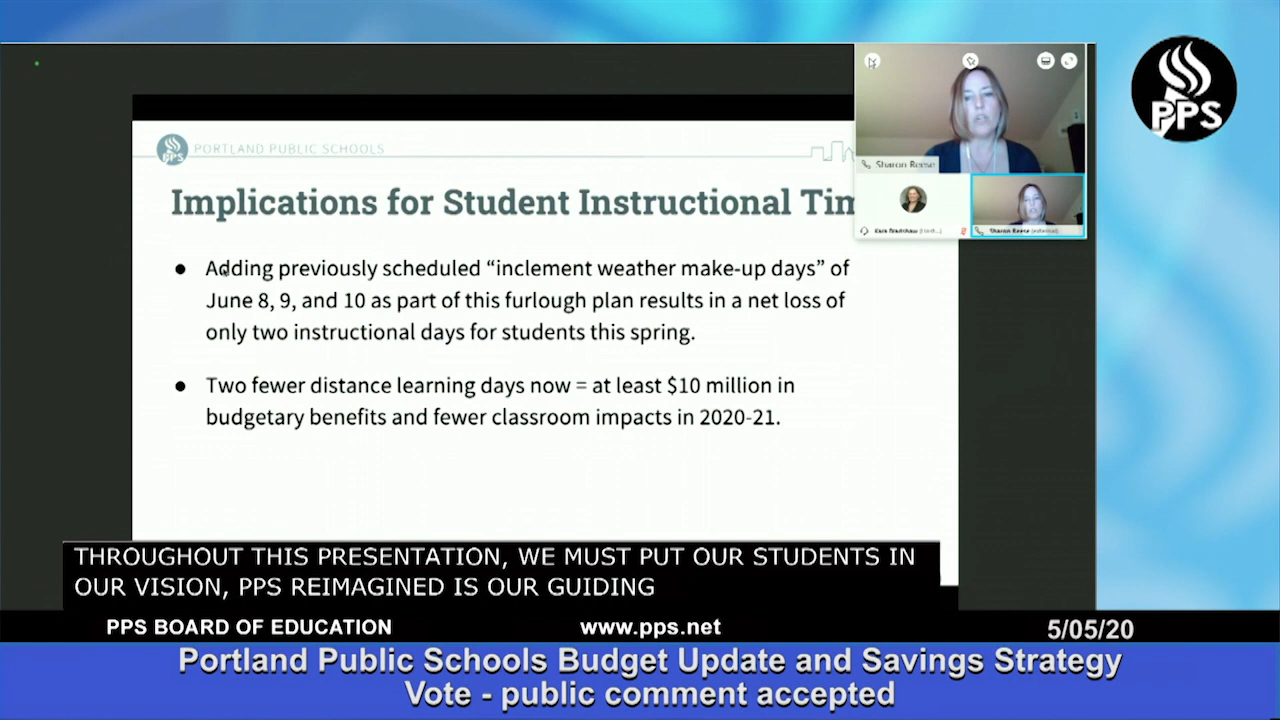 PPS
PPS
PORTLAND PUBLIC SCHOOLS
Sharon Reese
Implications for Student Instructional Tim
Sharon Reese (external)
● Adding previously scheduled “inclement weather make-up days” of
June 8, 9, and 10 as part of this furlough plan results in a net loss of
only two instructional days for students this spring.
● Two fewer distance learning days now = at least $10 million in
budgetary benefits and fewer classroom impacts in 2020-21.
THROUGHOUT THIS PRESENTATION, WE MUST PUT OUR STUDENTS IN
OUR VISION, PPS REIMAGINED IS OUR GUIDING
PPS BOARD OF EDUCATION www.pps.net 5/05/20
Portland Public Schools Budget Update and Savings Strategy
Vote - public comment accepted